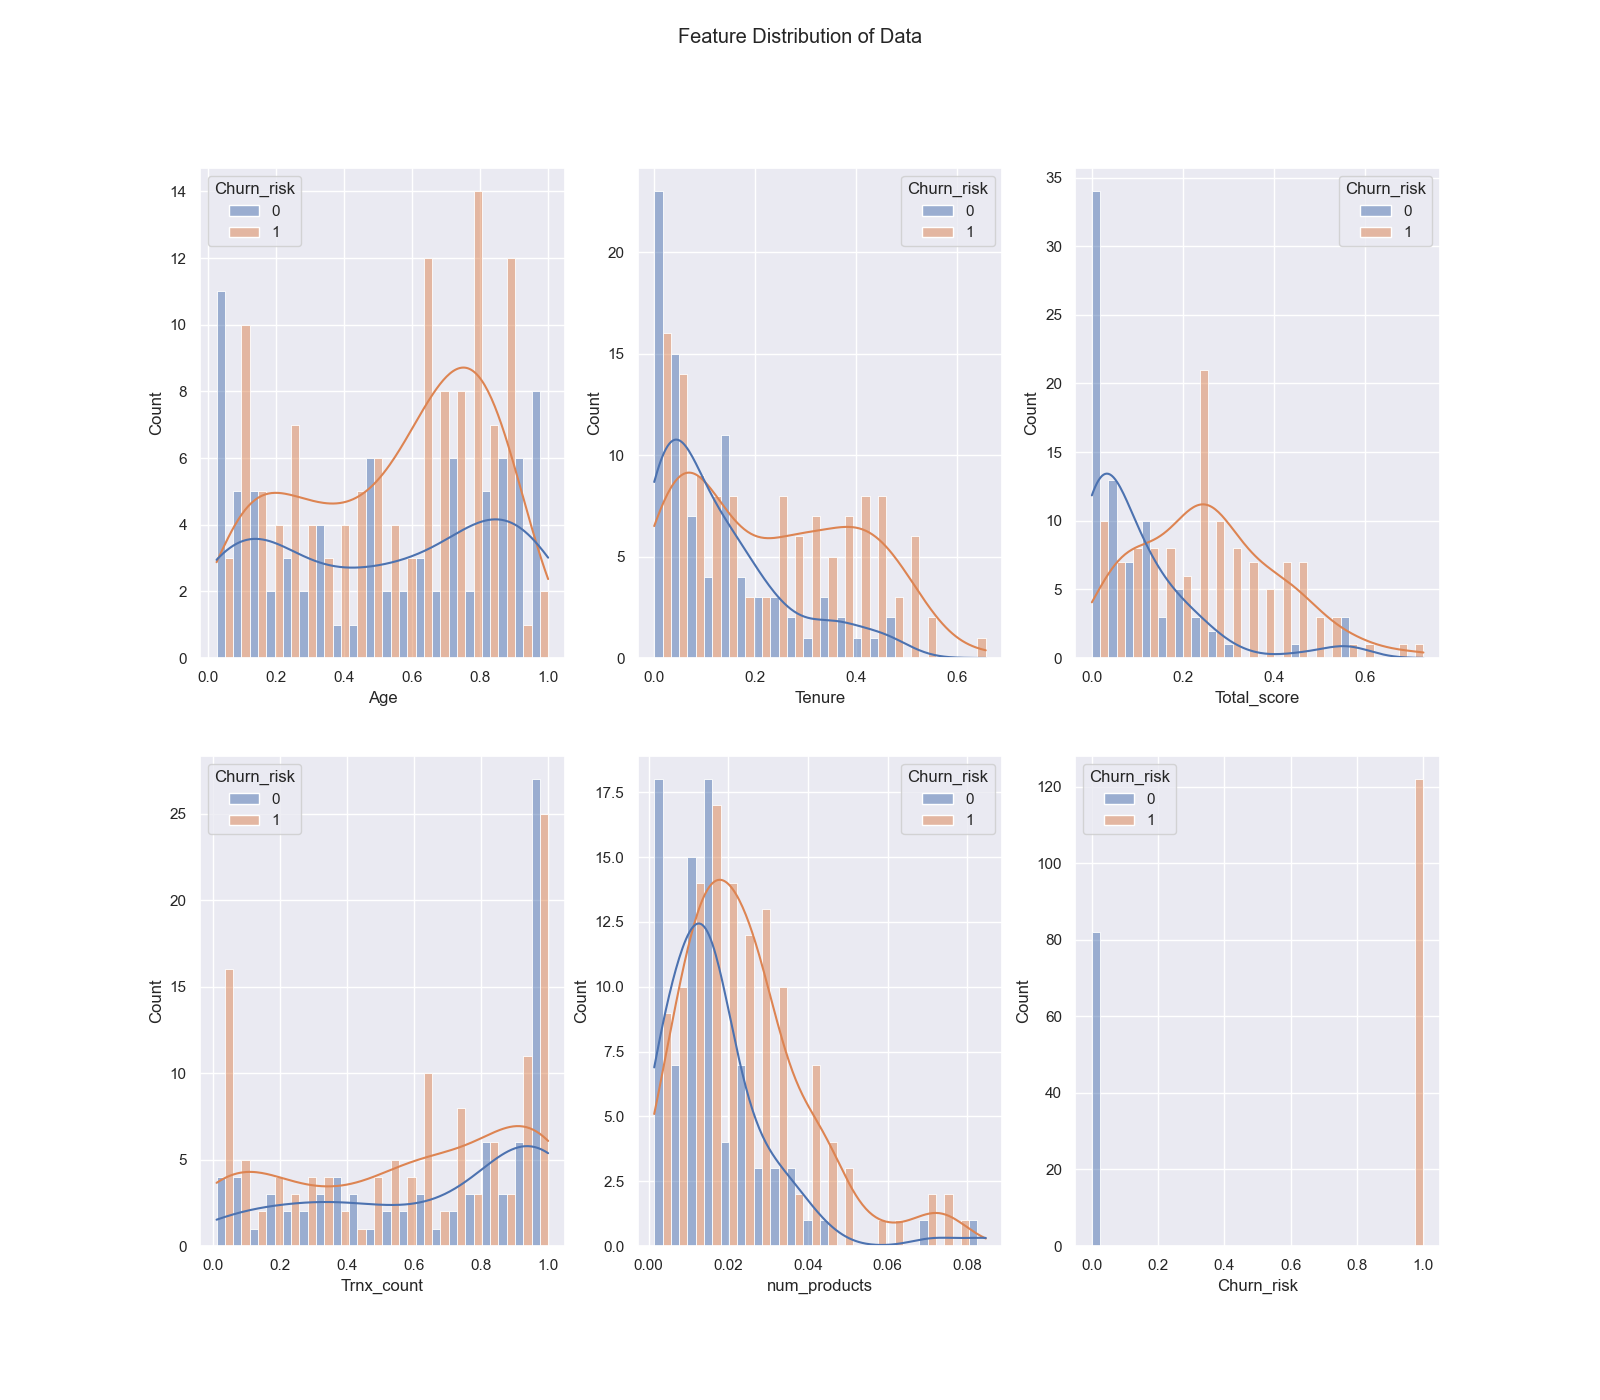 Feature Distribution of Data
Churn_risk
0
1
14
12
10
8
6
4
2
0
Count
0.0 0.2 0.4 0.6 0.8 1.0
Age
Churn_risk
0
1
20
15
10
5
0
Count
0.0 0.2 0.4 0.6
Tenure
Churn_risk
0
1
35
30
25
20
15
10
5
0
Count
0.0 0.2 0.4 0.6
Total_score
Churn_risk
0
1
25
20
15
10
5
0
Count
0.0 0.2 0.4 0.6 0.8 1.0
Trnx_count
Churn_risk
0
1
17.5
15.0
12.5
10.0
7.5
5.0
2.5
0.0
Count
0.00 0.02 0.04 0.06 0.08
num_products
Churn_risk
0
1
120
100
80
60
40
20
0
Count
0.0 0.2 0.4 0.6 0.8 1.0
Churn_risk